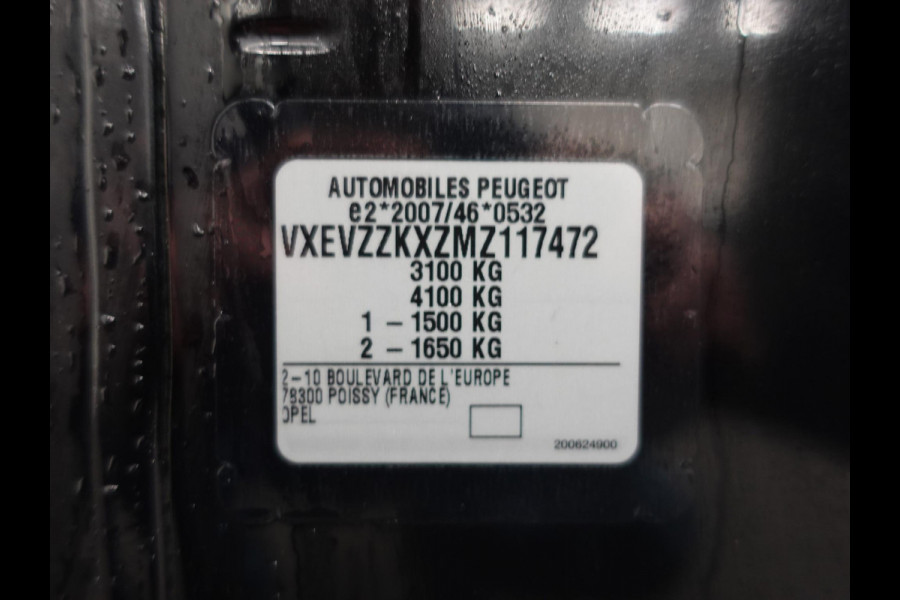 AUTOMOBILES PEUGEOT
e2*2007/46*0532
VXEVZZKXZMZ117472
3100 KG
4100 KG
1 - 1500 KG
2 - 1650 KG
2-10 BOULEVARD DE L'EUROPE
78300 POISSY (FRANCE)
OPEL
200624900